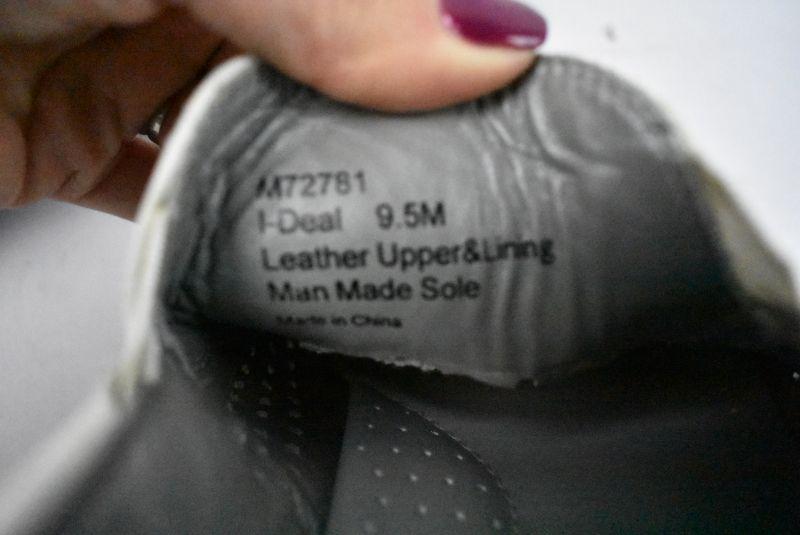 M72781
I-Deal 9.5M
Leather Upper&Lining
Man Made Sole
Made in China